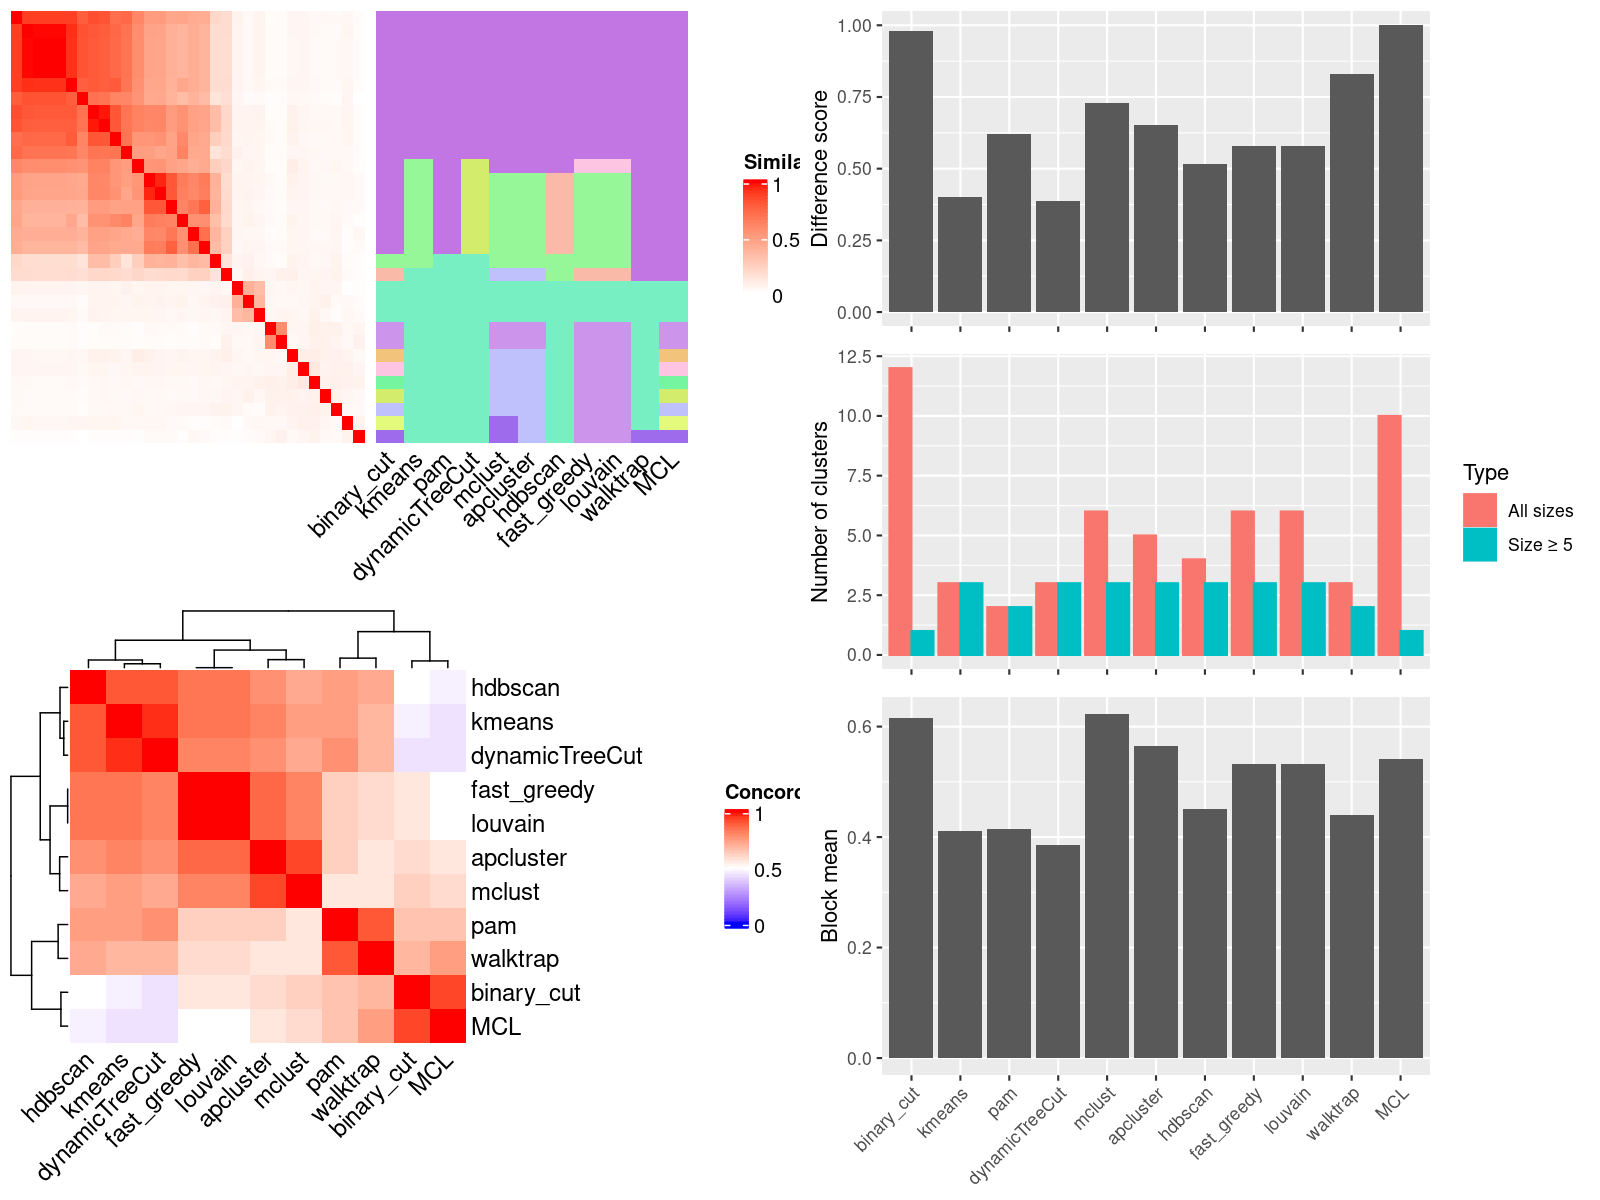 Simila
1
0.5
0
binary_cut
kmeans
pam
dynamicTreeCut
mclust
apcluster
hdbscan
fast_greedy
louvain
walktrap
MCL
hdbscan
kmeans
dynamicTreeCut
fast_greedy
louvain
apcluster
mclust
pam
walktrap
binary_cut
MCL
Concord
1
0.5
0
hdbscan
kmeans
dynamicTreeCut
fast_greedy
louvain
apcluster
mclust
pam
walktrap
binary_cut
MCL
Difference score
1.00
0.75
0.50
0.25
0.00
Number of clusters
12.5
10.0
7.5
5.0
2.5
0.0
Type
All sizes
Size ≥ 5
Block mean
0.6
0.4
0.2
0.0
binary_cut
kmeans
pam
dynamicTreeCut
mclust
apcluster
hdbscan
fast_greedy
louvain
walktrap
MCL